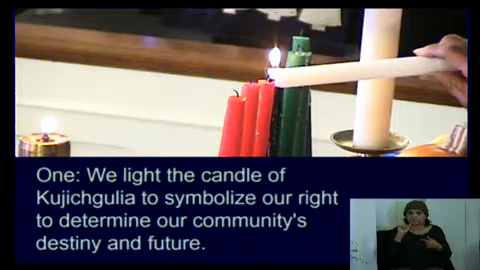 One: We light the candle of
Kujichgulia to symbolize our right
to determine our community's
destiny and future.